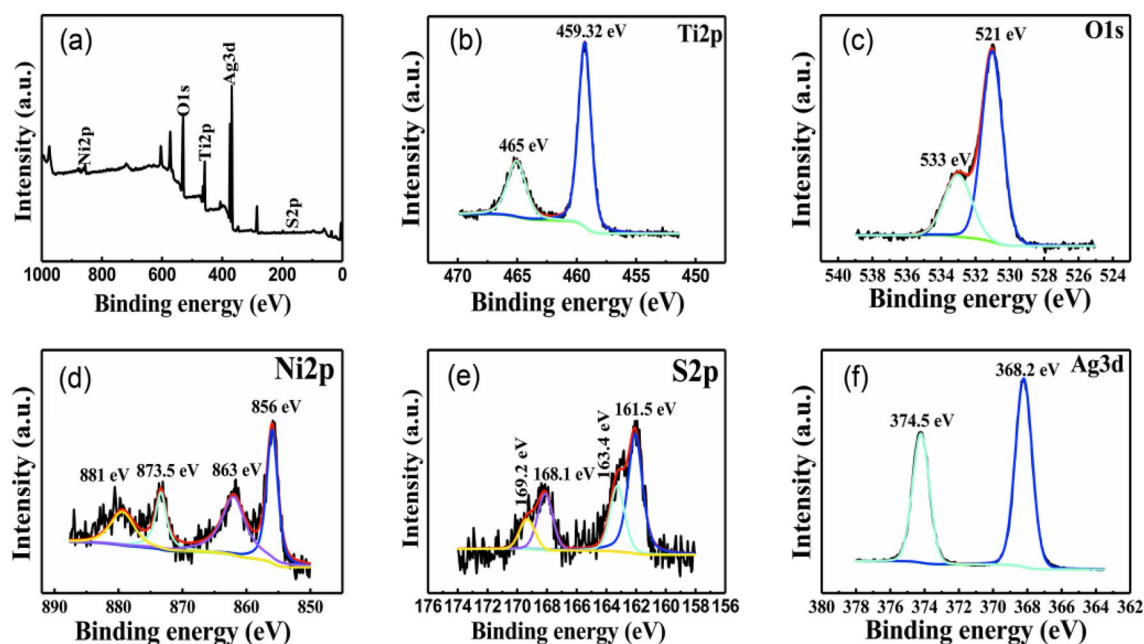 (a)
Ni2p
O1s
Ti2p
Ag3d
S2p
1000 800 600 400 200 0
Binding energy (eV)
Intensity (a.u.)
(b)
459.32 eV
Ti2p
465 eV
470 465 460 455 450
Binding energy (eV)
Intensity (a.u.)
(c)
521 eV
O1s
533 eV
540 538 536 534 532 530 528 526 524
Binding energy (eV)
Intensity (a.u.)
(d)
Ni2p
856 eV
881 eV
873.5 eV
863 eV
890 880 870 860 850
Binding energy (eV)
Intensity (a.u.)
(e)
S2p
161.5 eV
163.4 eV
169.2 eV
168.1 eV
176 174 172 170 168 166 164 162 160 158 156
Binding energy (eV)
Intensity (a.u.)
(f)
Ag3d
368.2 eV
374.5 eV
380 378 376 374 372 370 368 366 364 362
Binding energy (eV)
Intensity (a.u.)